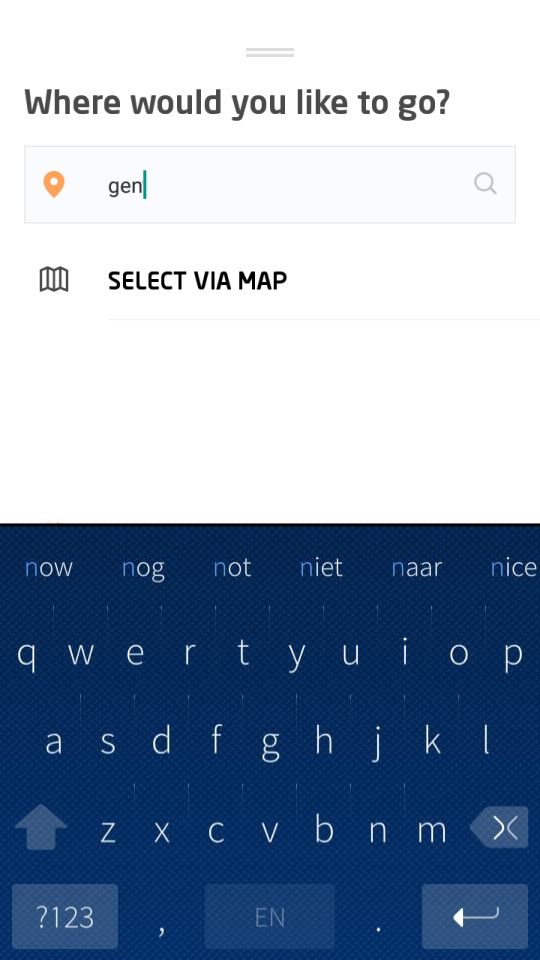 Where would you like to go?
gen
SELECT VIA MAP
now nog not niet naar nice
q w e r t y u i o p
a s d f g h j k l
z x c v b n m
?123 , EN .